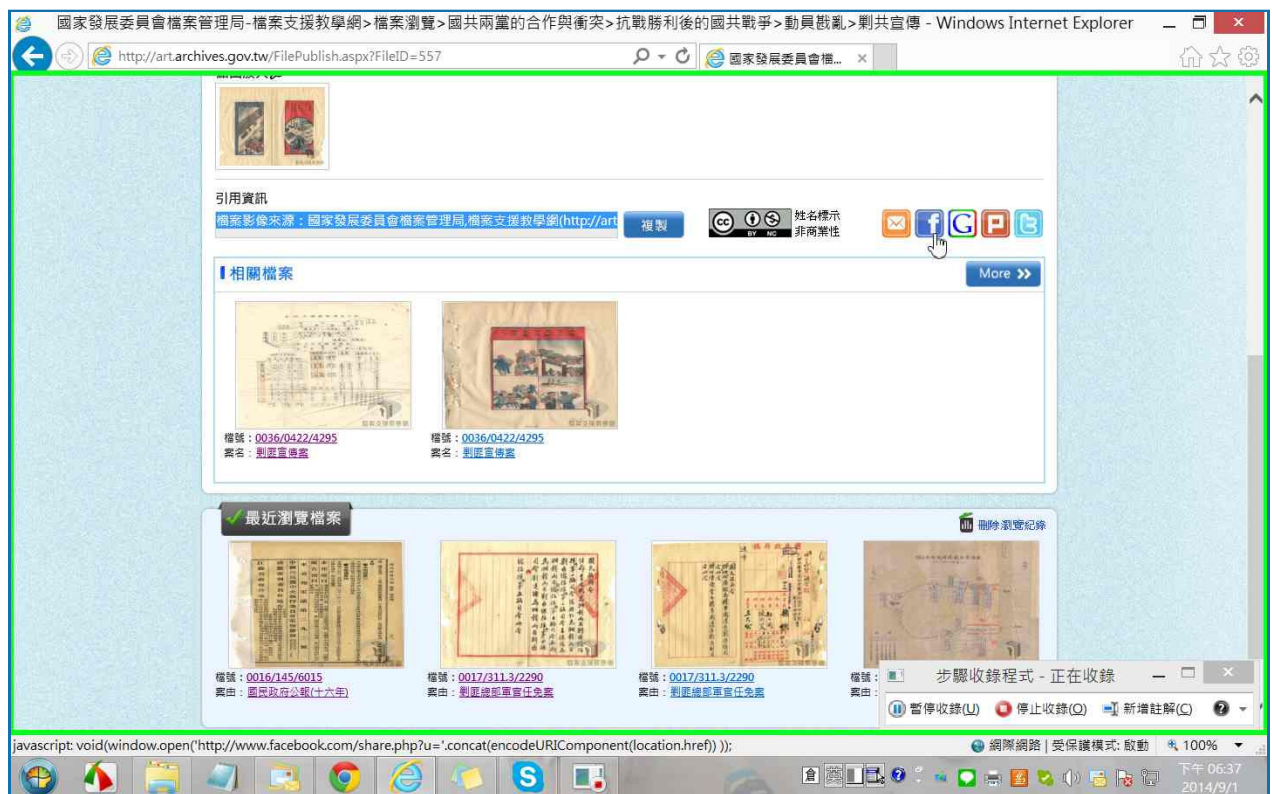 國家發展委員會檔案管理局-檔案支援教學網>檔案瀏覽>國共兩黨的合作與衝突>抗戰勝利後的國共戰爭>動員戡亂>剿共宣傳 - Windows Internet Explorer
http://art.archives.gov.tw/FilePublish.aspx?FileID=557
國家發展委員會檔...
引用資訊
檔案影像來源：國家發展委員會檔案管理局,檔案支援教學網(http://art
複製
cc BY NC
姓名標示
非商業性
相關檔案
More
檔號：0036/0422/4295
案名：剿匪宣傳案
檔號：0036/0422/4295
案名：剿匪宣傳案
最近瀏覽檔案
刪除瀏覽紀錄
檔號：0016/145/6015
案由：國民政府公報(十六年)
檔號：0017/311.3/2290
案由：剿匪總部軍官任免案
檔號：0017/311.3/2290
案由：剿匪總部軍官任免案
檔號：
案由：
步驟收錄程式 - 正在收錄
暫停收錄(U)
停止收錄(O)
新增註解(C)
javascript: void(window.open('http://www.facebook.com/share.php?u='.concat(encodeURIComponent(location.href)) ));
網際網路 | 受保護模式: 啟動
100%
倉 英
下午 06:37
2014/9/1